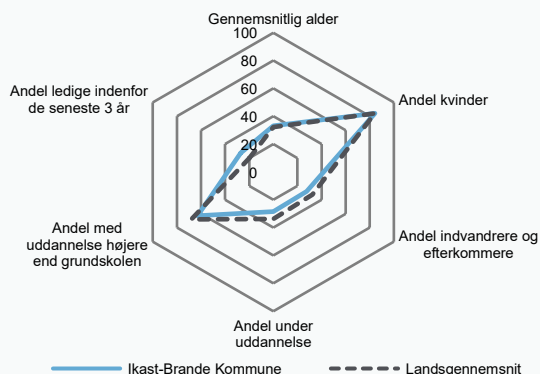 Gennemsnitlig alder
100
80
60
40
20
0
Andel ledige indenfor
de seneste 3 år
Andel kvinder
Andel med
uddannelse højere
end grundskolen
Andel indvandrere og
efterkommere
Andel under
uddannelse
Ikast-Brande Kommune
Landsgennemsnit